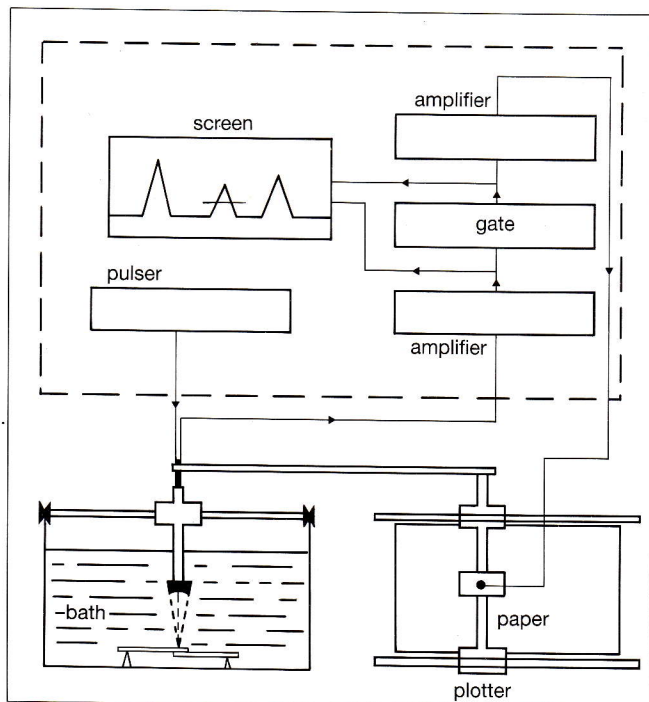 amplifier
screen
gate
pulser
amplifier
bath
paper
plotter